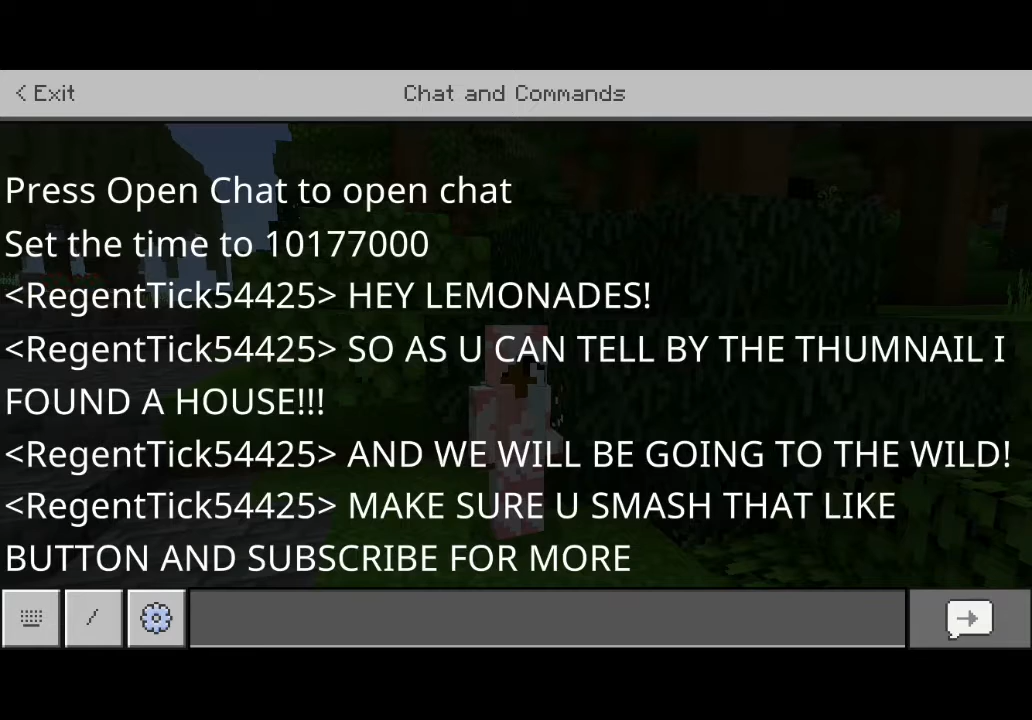 < Exit
Chat and Commands
Press Open Chat to open chat
Set the time to 10177000
<RegentTick54425> HEY LEMONADES!
<RegentTick54425> SO AS U CAN TELL BY THE THUMNAIL I
FOUND A HOUSE!!!
<RegentTick54425> AND WE WILL BE GOING TO THE WILD!
<RegentTick54425> MAKE SURE U SMASH THAT LIKE
BUTTON AND SUBSCRIBE FOR MORE
/